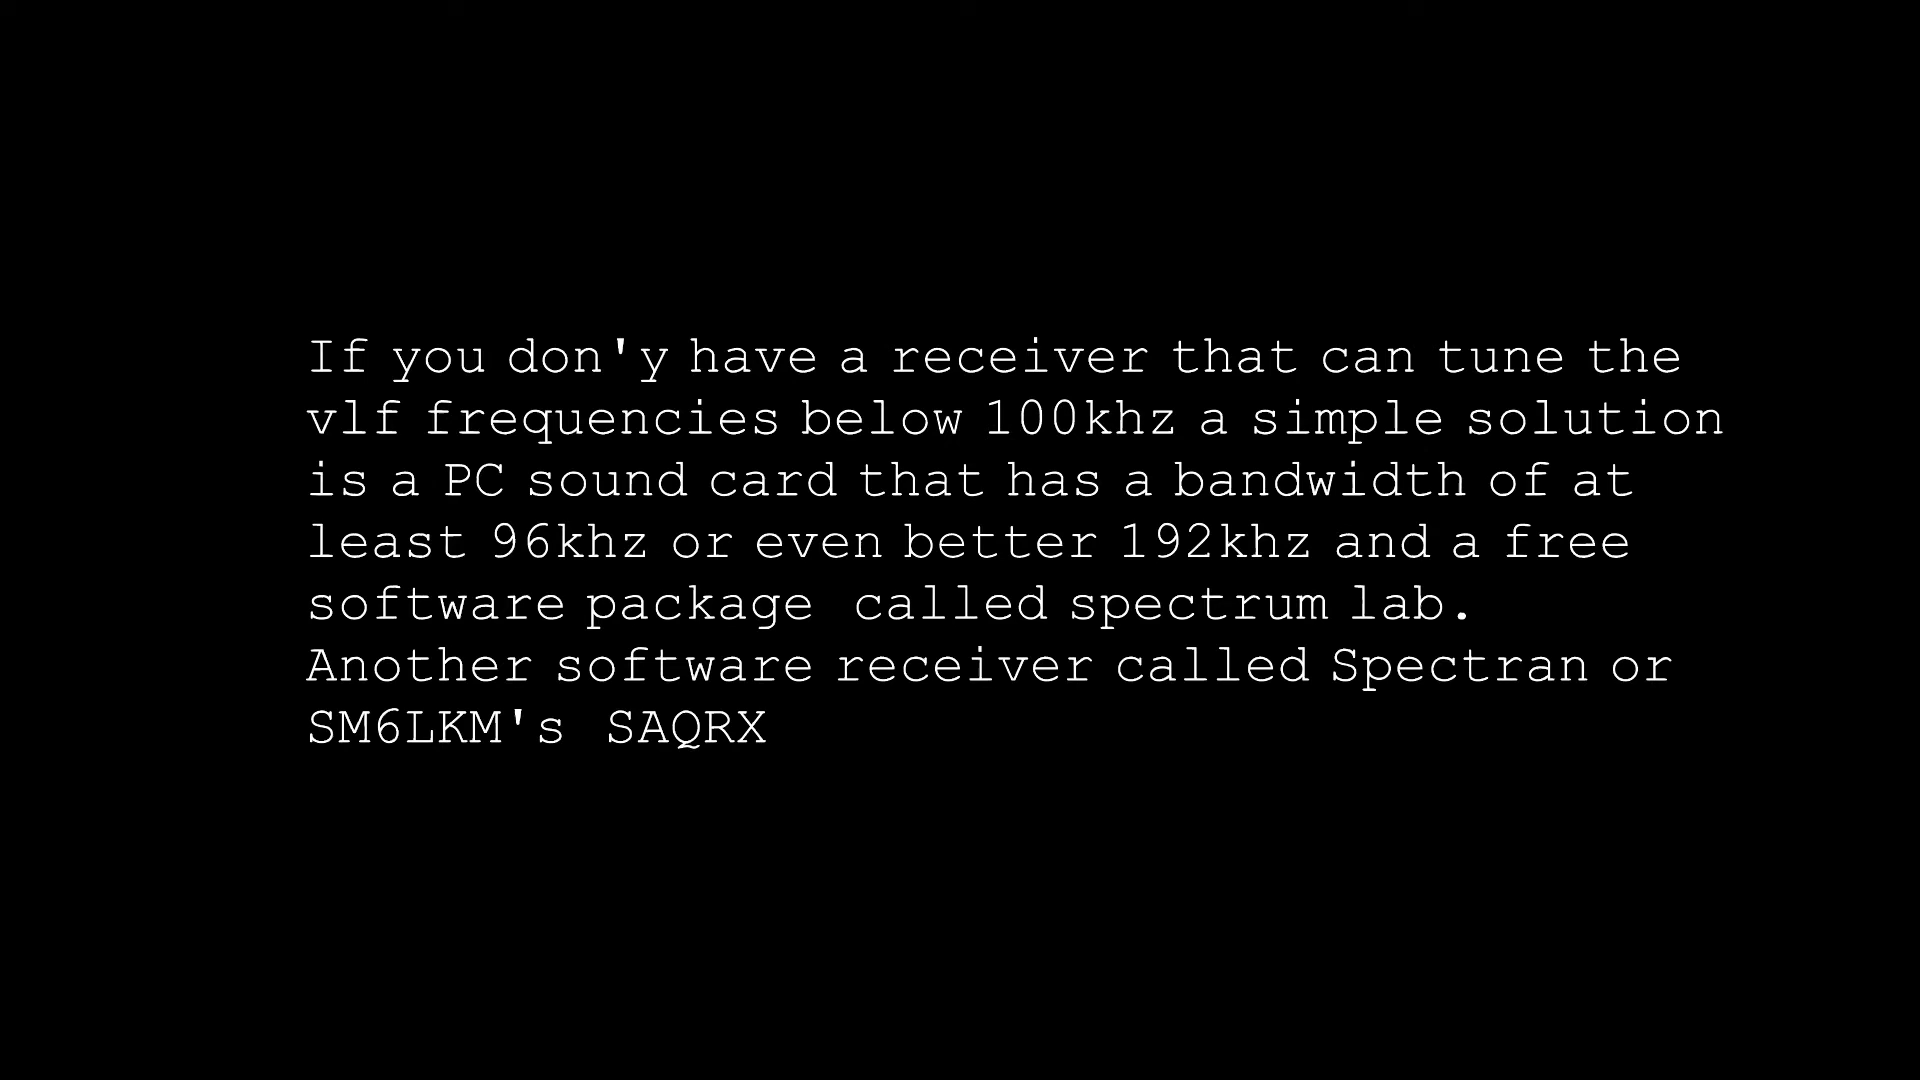 If you don'y have a receiver that can tune the
vlf frequencies below 100khz a simple solution
is a PC sound card that has a bandwidth of at
least 96khz or even better 192khz and a free
software package  called spectrum lab.
Another software receiver called Spectran or
SM6LKM's  SAQRX